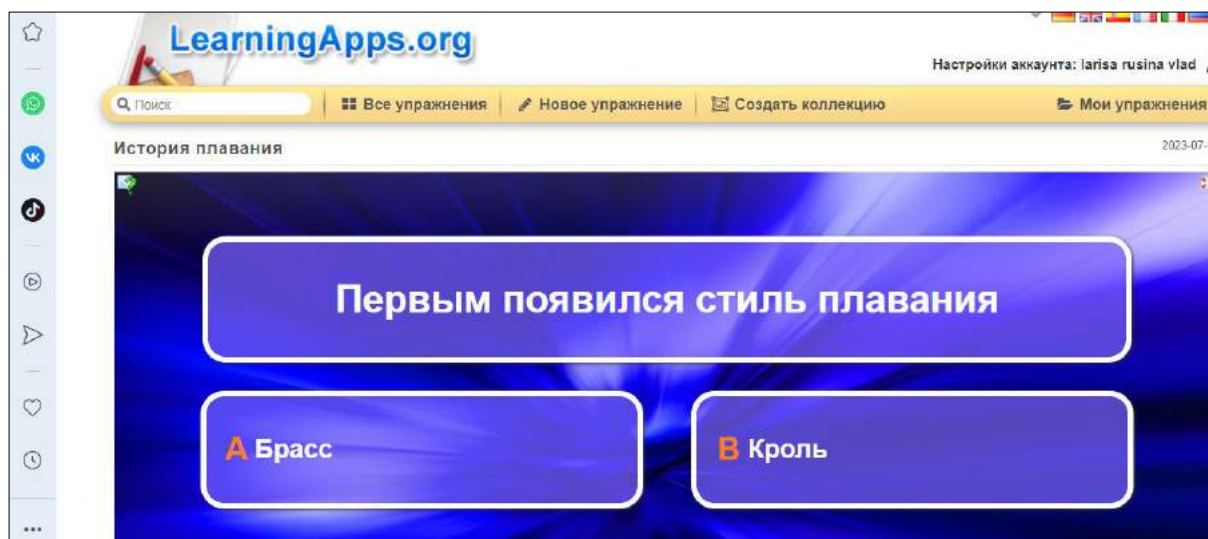 LearningApps.org
Настройки аккаунта: larisa rusina vlad
Поиск
Все упражнения
Новое упражнение
Создать коллекцию
Мои упражнения
История плавания
2023-07-
Первым появился стиль плавания
A Брасс
B Кроль